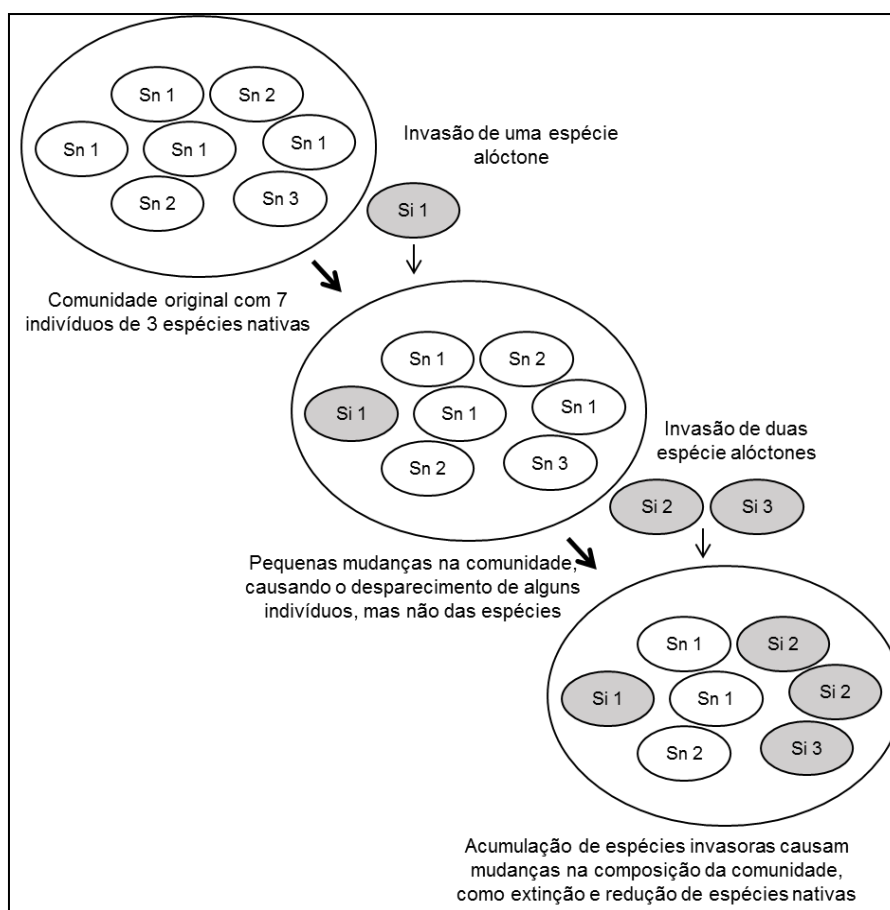 Sn 1
Sn 2
Sn 1
Sn 1
Sn 1
Sn 2
Sn 3
Invasão de uma espécie
alóctone
Si 1
Comunidade original com 7
indivíduos de 3 espécies nativas
Sn 1
Sn 2
Si 1
Sn 1
Sn 1
Sn 2
Sn 3
Invasão de duas
espécie alóctones
Si 2
Si 3
Pequenas mudanças na comunidade,
causando o desparecimento de alguns
indivíduos, mas não das espécies
Sn 1
Si 2
Si 1
Sn 1
Si 2
Sn 2
Si 3
Acumulação de espécies invasoras causam
mudanças na composição da comunidade,
como extinção e redução de espécies nativas